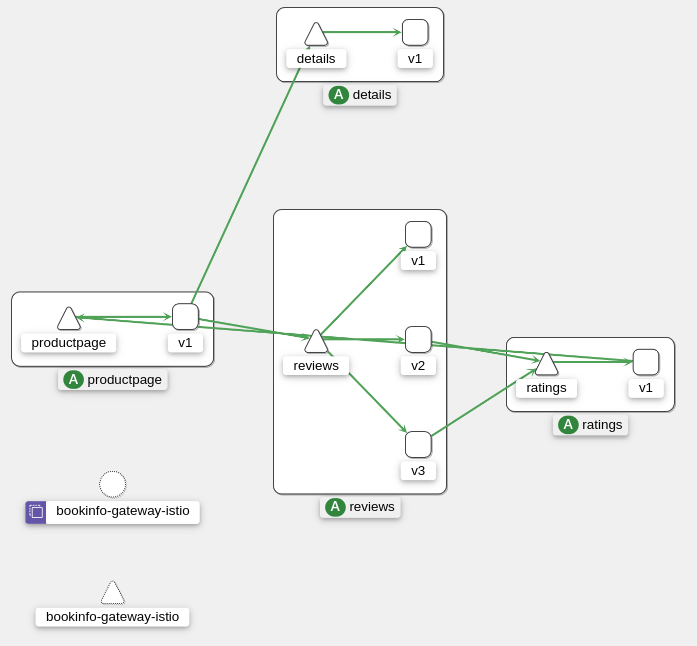 details
v1
A details
v1
productpage
v1
A productpage
reviews
v2
ratings
v1
A ratings
v3
A reviews
bookinfo-gateway-istio
bookinfo-gateway-istio